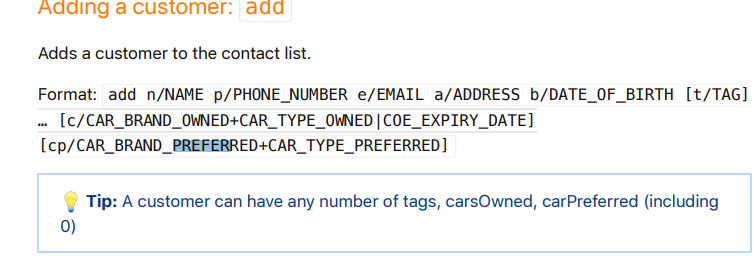 Adding a customer: add
Adds a customer to the contact list.
Format: add n/NAME p/PHONE_NUMBER e/EMAIL a/ADDRESS b/DATE_OF_BIRTH [t/TAG]
… [c/CAR_BRAND_OWNED+CAR_TYPE_OWNED|COE_EXPIRY_DATE]
[cp/CAR_BRAND_PREFERRED+CAR_TYPE_PREFERRED]
💡 Tip: A customer can have any number of tags, carsOwned, carPreferred (including
0)